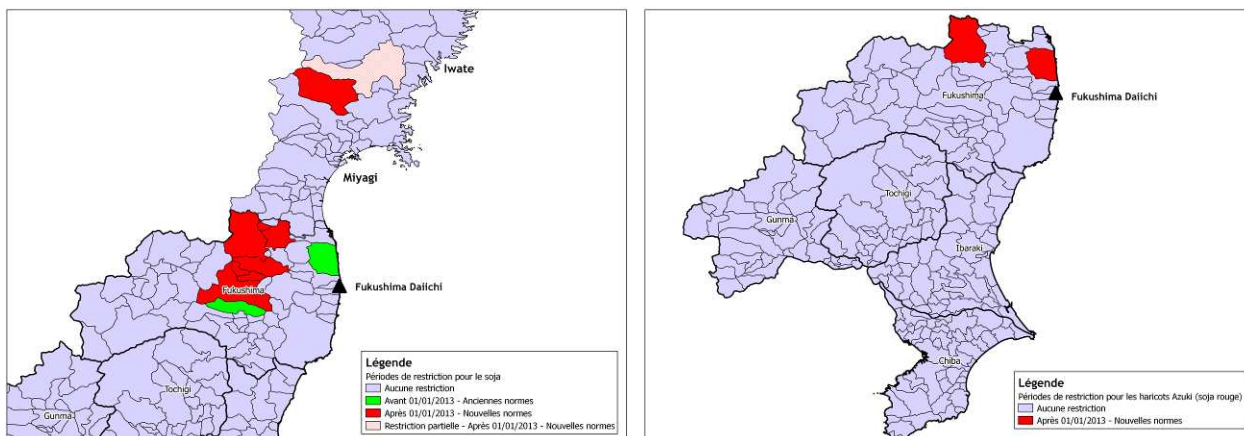 Iwate
Miyagi
Fukushima
Fukushima Daiichi
Tochigi
Gunma
Légende
Périodes de restriction pour le soja
Aucune restriction
Avant 01/01/2013 - Anciennes normes
Après 01/01/2013 - Nouvelles normes
Restriction partielle - Après 01/01/2013 - Nouvelles normes
Fukushima
Fukushima Daiichi
Tochigi
Gunma
Ibaraki
Chiba
Légende
Périodes de restriction pour les haricots Azuki (soja rouge)
Aucune restriction
Après 01/01/2013 - Nouvelles normes